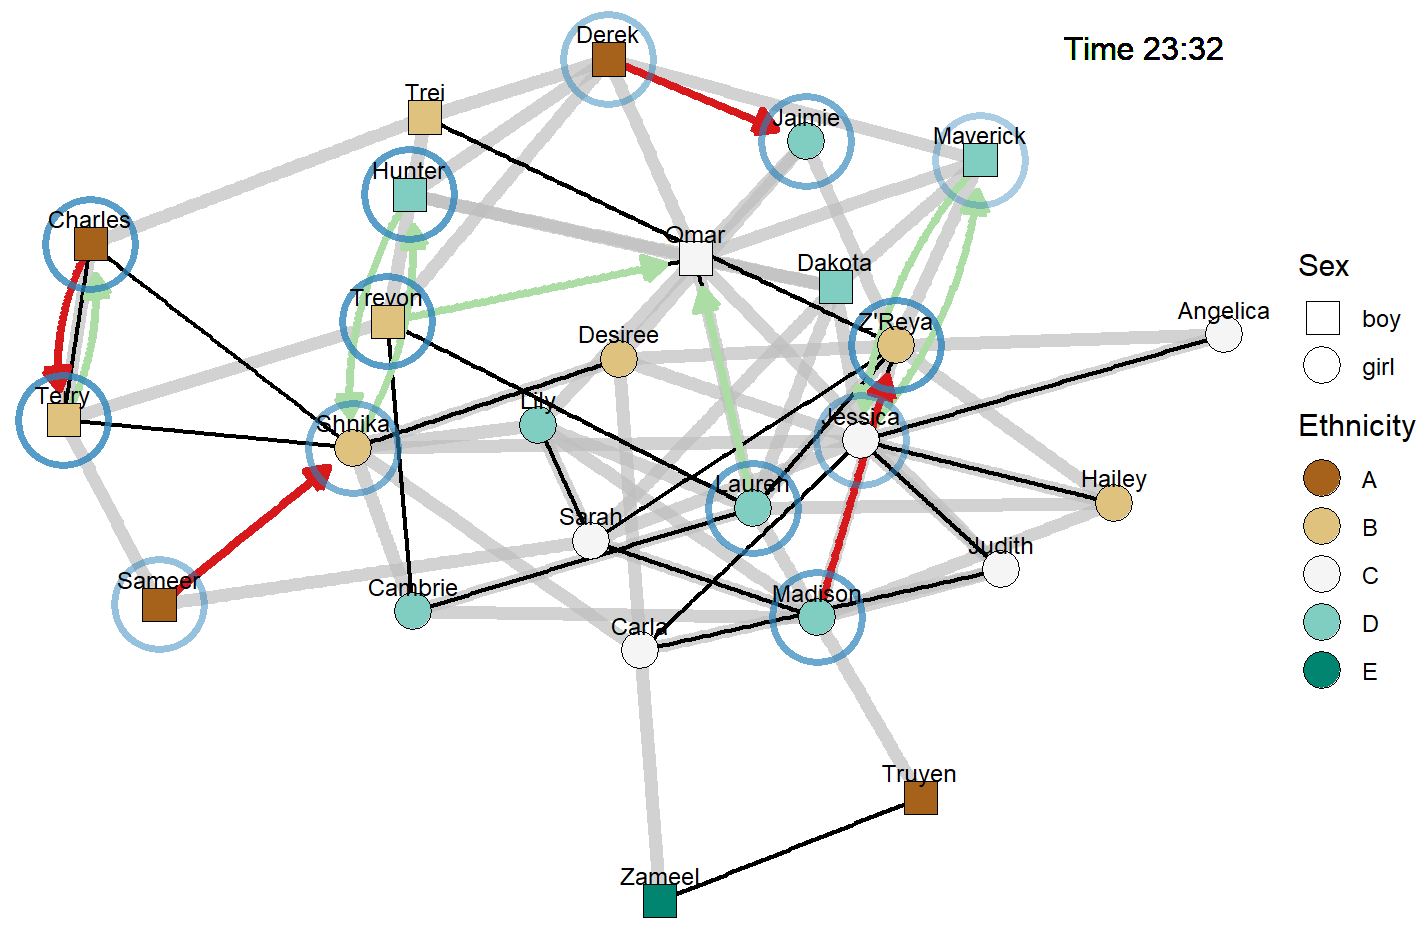 Derek
Time 23:32
Trei
Jaimie
Maverick
Hunter
Charles
Omar
Dakota
Trevon
Z'Reya
Angelica
Desiree
Terry
Lily
Shnika
Jessica
Lauren
Hailey
Sarah
Judith
Sameer
Cambrie
Madison
Carla
Truyen
Zameel
Sex
boy
girl
Ethnicity
A
B
C
D
E